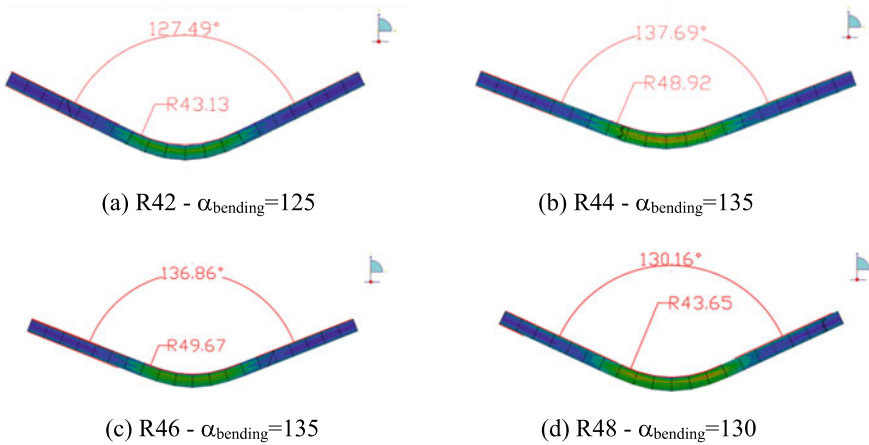 127.49°
R43.13
(a) R42 - αbending=125
137.69°
R48.92
(b) R44 - αbending=135
136.86°
R49.67
(c) R46 - αbending=135
130.16°
R43.65
(d) R48 - αbending=130